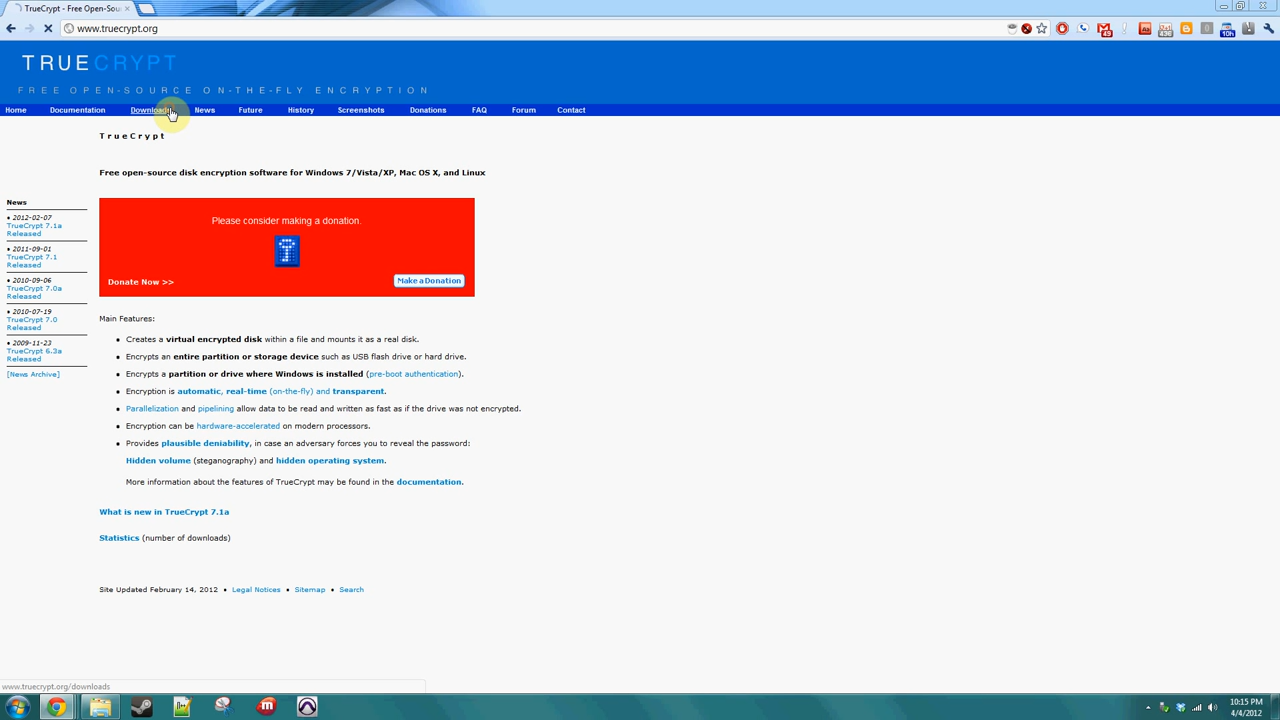 TrueCrypt - Free Open-Sou
www.truecrypt.org
49
10h
TRUECRYPT
FREE OPEN-SOURCE ON-THE-FLY ENCRYPTION
Home Documentation Downloads News Future History Screenshots Donations FAQ Forum Contact
TrueCrypt
Free open-source disk encryption software for Windows 7/Vista/XP, Mac OS X, and Linux
News
• 2012-02-07
TrueCrypt 7.1a
Released
• 2011-09-01
TrueCrypt 7.1
Released
• 2010-09-06
TrueCrypt 7.0a
Released
• 2010-07-19
TrueCrypt 7.0
Released
• 2009-11-23
TrueCrypt 6.3a
Released
[News Archive]
Please consider making a donation.
Donate Now >>
Make a Donation
Main Features:
Creates a virtual encrypted disk within a file and mounts it as a real disk.
Encrypts an entire partition or storage device such as USB flash drive or hard drive.
Encrypts a partition or drive where Windows is installed (pre-boot authentication).
Encryption is automatic, real-time (on-the-fly) and transparent.
Parallelization and pipelining allow data to be read and written as fast as if the drive was not encrypted.
Encryption can be hardware-accelerated on modern processors.
Provides plausible deniability, in case an adversary forces you to reveal the password:
Hidden volume (steganography) and hidden operating system.
More information about the features of TrueCrypt may be found in the documentation.
What is new in TrueCrypt 7.1a
Statistics (number of downloads)
Site Updated February 14, 2012 • Legal Notices • Sitemap • Search
www.truecrypt.org/downloads
10:15 PM
4/4/2012